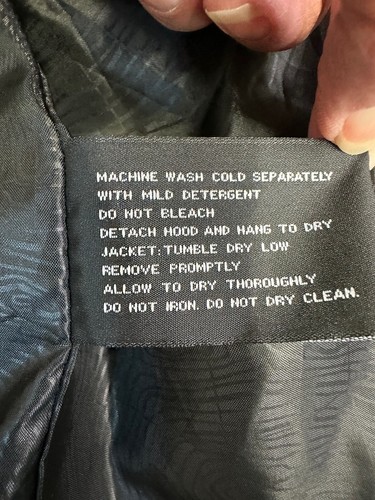 MACHINE WASH COLD SEPARATELY
WITH MILD DETERGENT
DO NOT BLEACH
DETACH HOOD AND HANG TO DRY
JACKET:TUMBLE DRY LOW
REMOVE PROMPTLY
ALLOW TO DRY THOROUGHLY
DO NOT IRON. DO NOT DRY CLEAN.